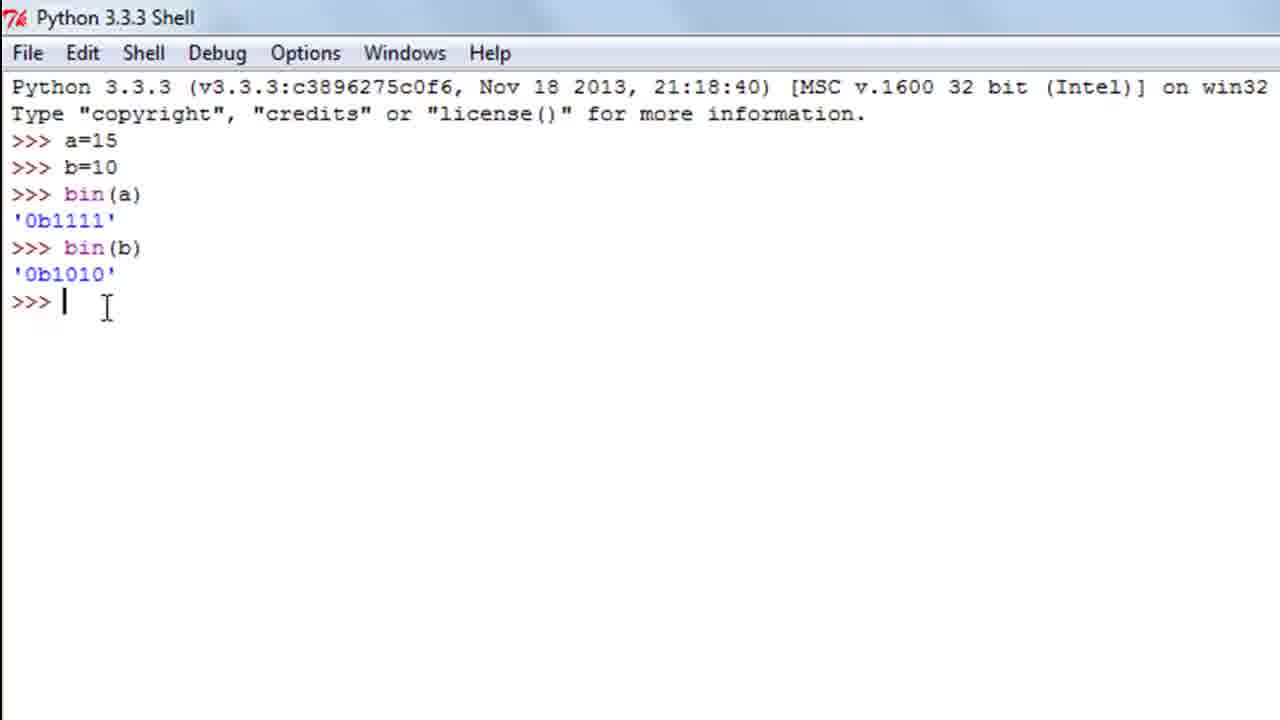 Python 3.3.3 Shell
File Edit Shell Debug Options Windows Help
Python 3.3.3 (v3.3.3:c3896275c0f6, Nov 18 2013, 21:18:40) [MSC v.1600 32 bit (Intel)] on win32
Type "copyright", "credits" or "license()" for more information.
>>> a=15
>>> b=10
>>> bin(a)
'0b1111'
>>> bin(b)
'0b1010'
>>>